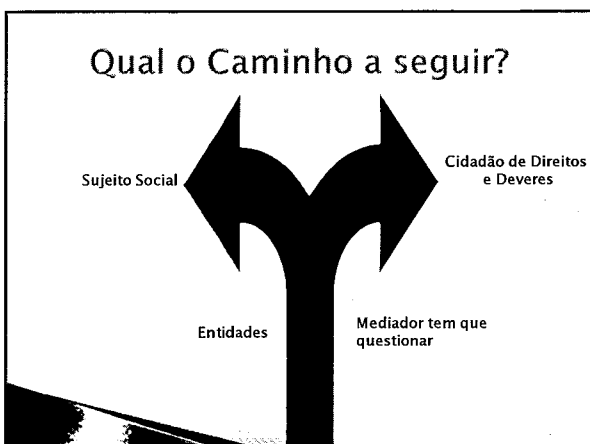 Qual o Caminho a seguir?
Sujeito Social
Cidadão de Direitos
e Deveres
Entidades
Mediador tem que
questionar